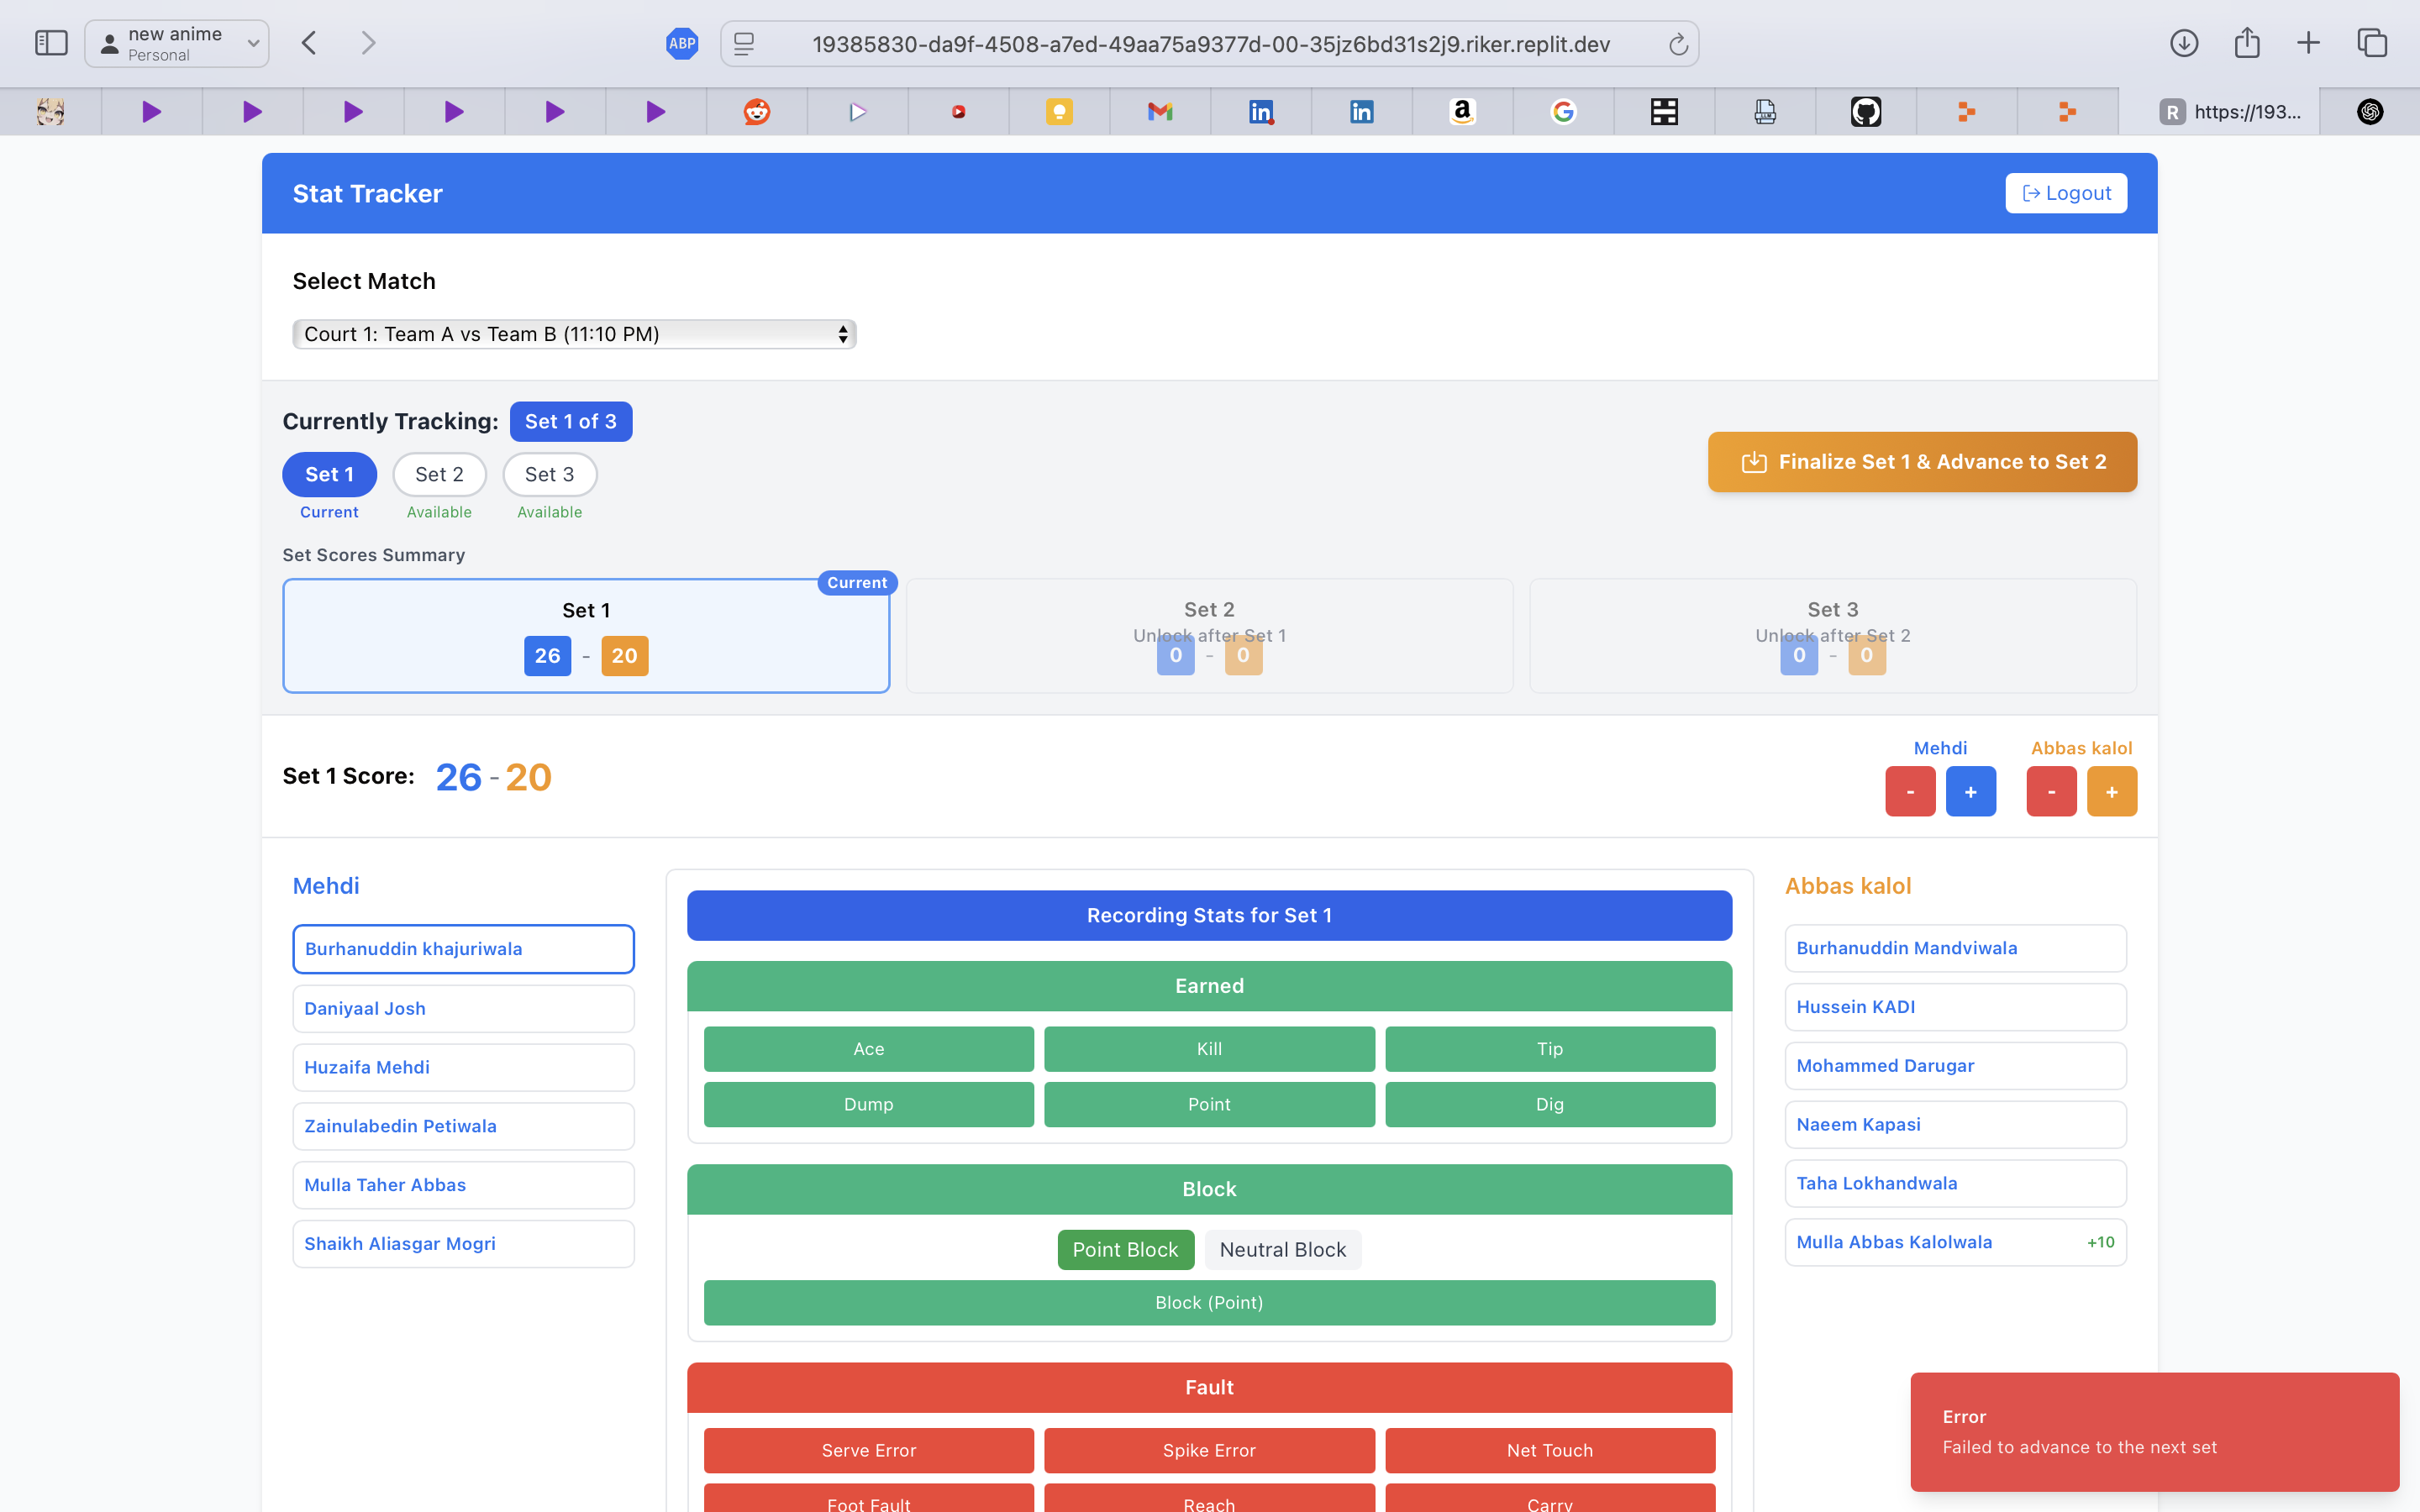 new anime
Personal
ABP
19385830-da9f-4508-a7ed-49aa75a9377d-00-35jz6bd31s2j9.riker.replit.dev
R https://193...
Stat Tracker
Logout
Select Match
Court 1: Team A vs Team B (11:10 PM)
Currently Tracking: Set 1 of 3
Set 1 Set 2 Set 3
Current Available Available
Finalize Set 1 & Advance to Set 2
Set Scores Summary
Current
Set 1
26 - 20
Set 2
Unlock after Set 1
0 - 0
Set 3
Unlock after Set 2
0 - 0
Set 1 Score: 26 - 20
Mehdi
- +
Abbas kalol
- +
Mehdi
Burhanuddin khajuriwala
Daniyaal Josh
Huzaifa Mehdi
Zainulabedin Petiwala
Mulla Taher Abbas
Shaikh Aliasgar Mogri
Recording Stats for Set 1
Earned
Ace Kill Tip
Dump Point Dig
Block
Point Block Neutral Block
Block (Point)
Fault
Serve Error Spike Error Net Touch
Foot Fault Reach Carry
Abbas kalol
Burhanuddin Mandviwala
Hussein KADI
Mohammed Darugar
Naeem Kapasi
Taha Lokhandwala
Mulla Abbas Kalolwala +10
Error
Failed to advance to the next set